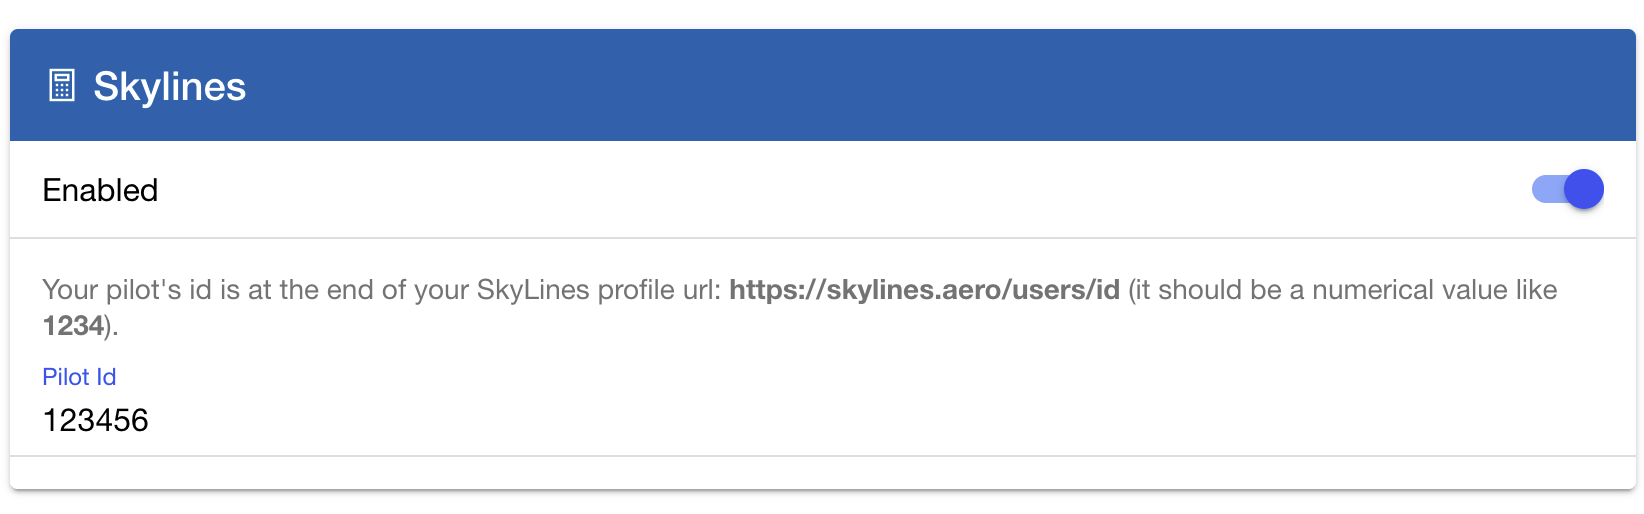 Skylines
Enabled
Your pilot's id is at the end of your SkyLines profile url: https://skylines.aero/users/id (it should be a numerical value like
1234).
Pilot Id
123456